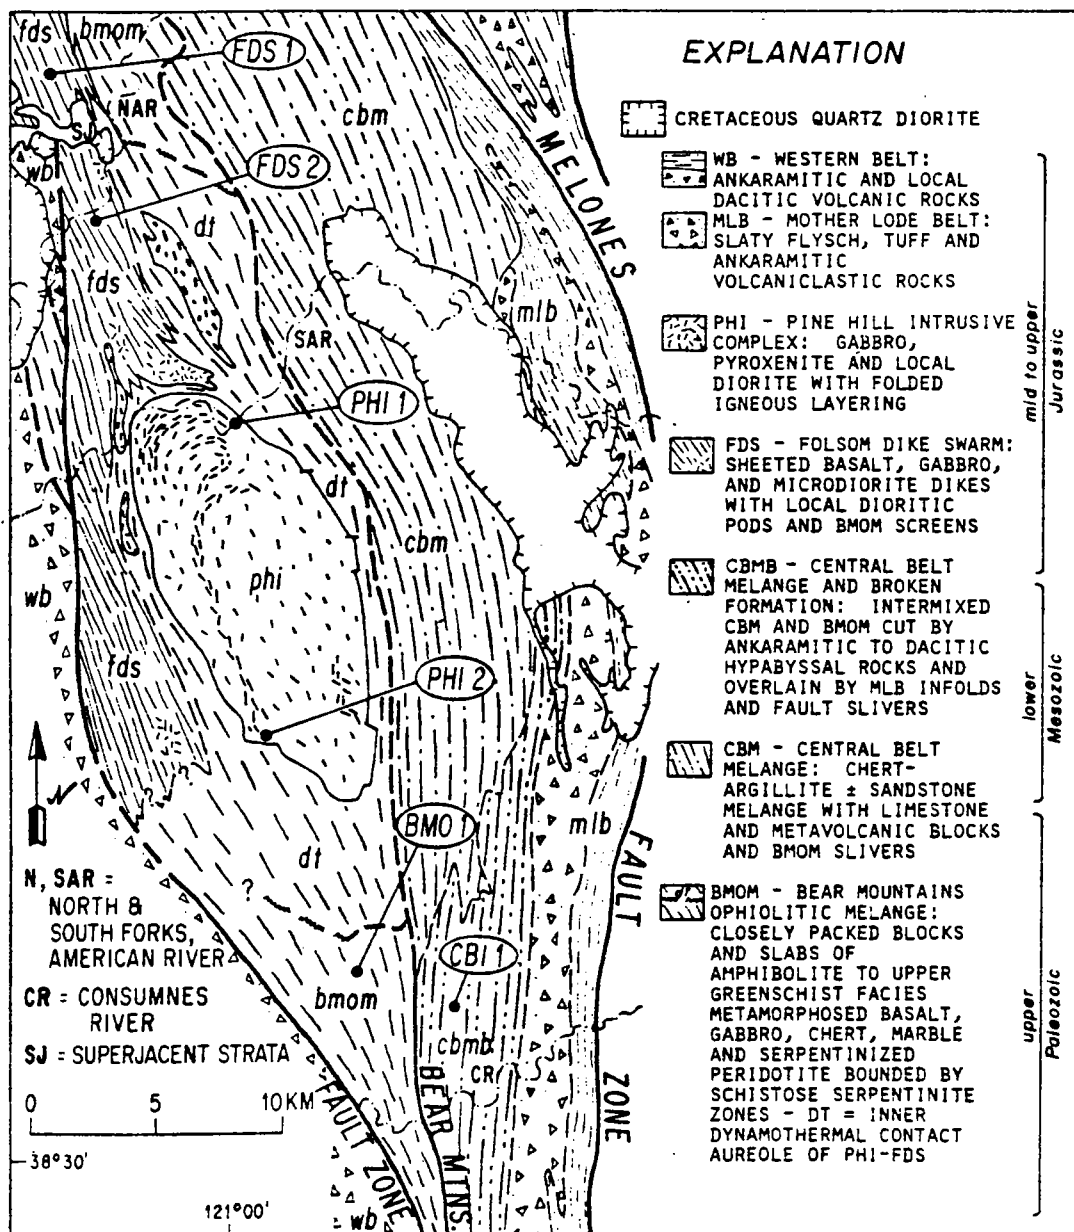 fds
bmom
FDS 1
NAR
SJ
wb
FDS 2
cbm
MELONES
dt
fds
SAR
mlb
PHI 1
dt
cbm
phi
wb
fds
PHI 2
N
?
?
BMO 1
mlb
FAULT
dt
?
CBI 1
bmom
cbmb
CR
ZONE
BEAR MTNS.
FAULT ZONE
wb
N, SAR =
NORTH &
SOUTH FORKS,
AMERICAN RIVER
CR = CONSUMNES
RIVER
SJ = SUPERJACENT STRATA
0 5 10 KM
38°30'
121°00'
EXPLANATION
CRETACEOUS QUARTZ DIORITE
WB - WESTERN BELT:
ANKARAMITIC AND LOCAL
DACITIC VOLCANIC ROCKS
MLB - MOTHER LODE BELT:
SLATY FLYSCH, TUFF AND
ANKARAMITIC
VOLCANICLASTIC ROCKS
PHI - PINE HILL INTRUSIVE
COMPLEX: GABBRO,
PYROXENITE AND LOCAL
DIORITE WITH FOLDED
IGNEOUS LAYERING
FDS - FOLSOM DIKE SWARM:
SHEETED BASALT, GABBRO,
AND MICRODIORITE DIKES
WITH LOCAL DIORITIC
PODS AND BMOM SCREENS
mid to upper
Jurassic
CBMB - CENTRAL BELT
MELANGE AND BROKEN
FORMATION: INTERMIXED
CBM AND BMOM CUT BY
ANKARAMITIC TO DACITIC
HYPABYSSAL ROCKS AND
OVERLAIN BY MLB INFOLDS
AND FAULT SLIVERS
lower
Mesozoic
CBM - CENTRAL BELT
MELANGE: CHERT-
ARGILLITE ± SANDSTONE
MELANGE WITH LIMESTONE
AND METAVOLCANIC BLOCKS
AND BMOM SLIVERS
BMOM - BEAR MOUNTAINS
OPHIOLITIC MELANGE:
CLOSELY PACKED BLOCKS
AND SLABS OF
AMPHIBOLITE TO UPPER
GREENSCHIST FACIES
METAMORPHOSED BASALT,
GABBRO, CHERT, MARBLE
AND SERPENTINIZED
PERIDOTITE BOUNDED BY
SCHISTOSE SERPENTINITE
ZONES - DT = INNER
DYNAMOTHERMAL CONTACT
AUREOLE OF PHI-FDS
upper
Paleozoic